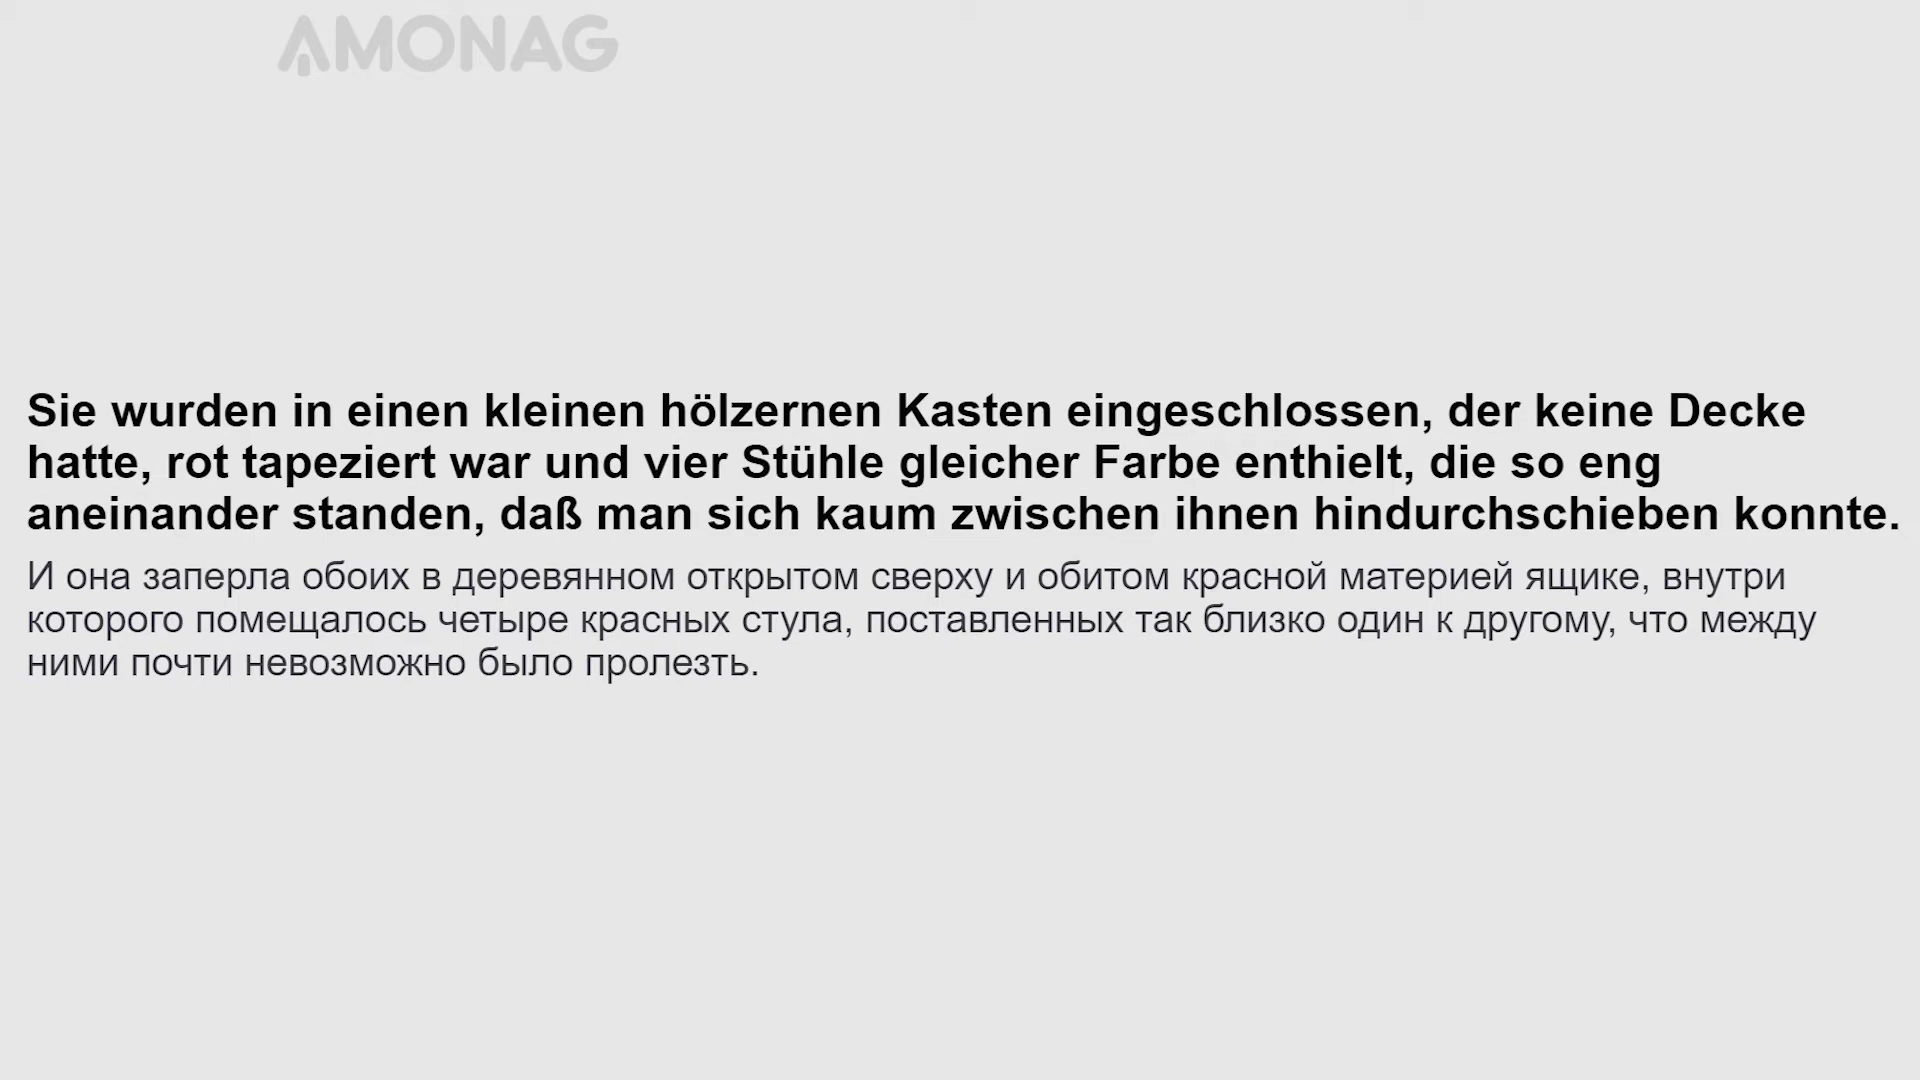 AMONAG
Sie wurden in einen kleinen hölzernen Kasten eingeschlossen, der keine Decke
hatte, rot tapeziert war und vier Stühle gleicher Farbe enthielt, die so eng
aneinander standen, daß man sich kaum zwischen ihnen hindurchschieben konnte.
И она заперла обоих в деревянном открытом сверху и обитом красной материей ящике, внутри
которого помещалось четыре красных стула, поставленных так близко один к другому, что между
ними почти невозможно было пролезть.